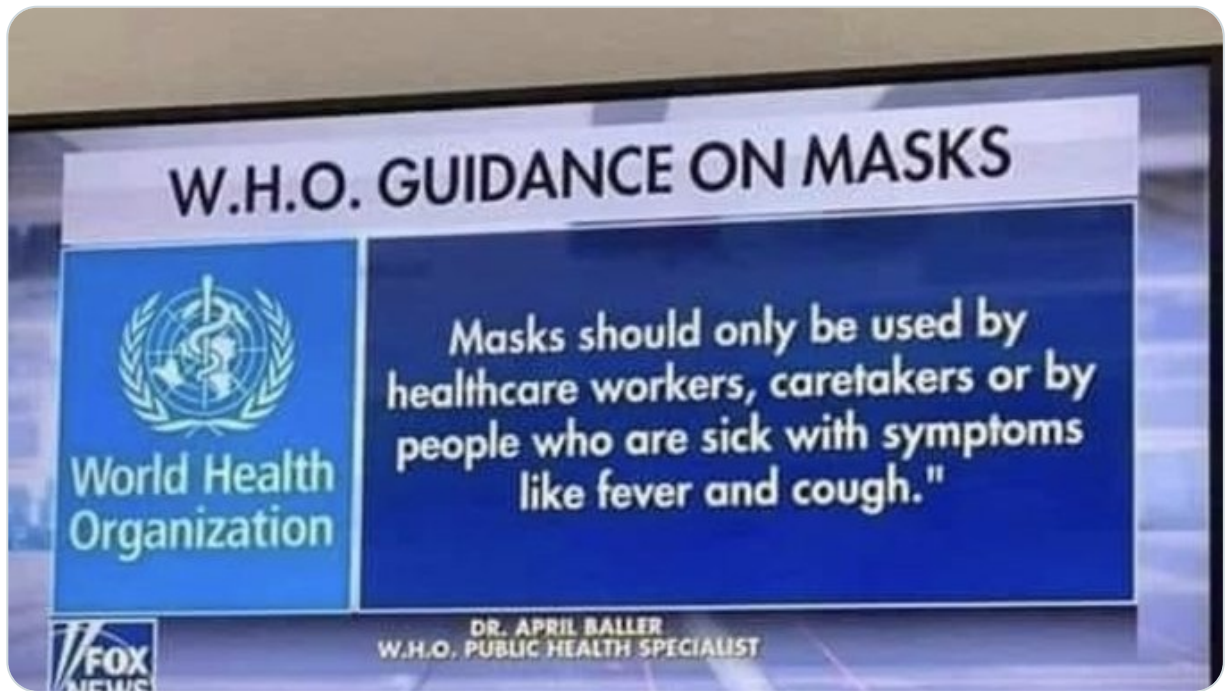 W.H.O. GUIDANCE ON MASKS
Masks should only be used by
healthcare workers, caretakers or by
people who are sick with symptoms
like fever and cough."
World Health
Organization
DR. APRIL BALLER
W.H.O. PUBLIC HEALTH SPECIALIST
FOX
NEWS